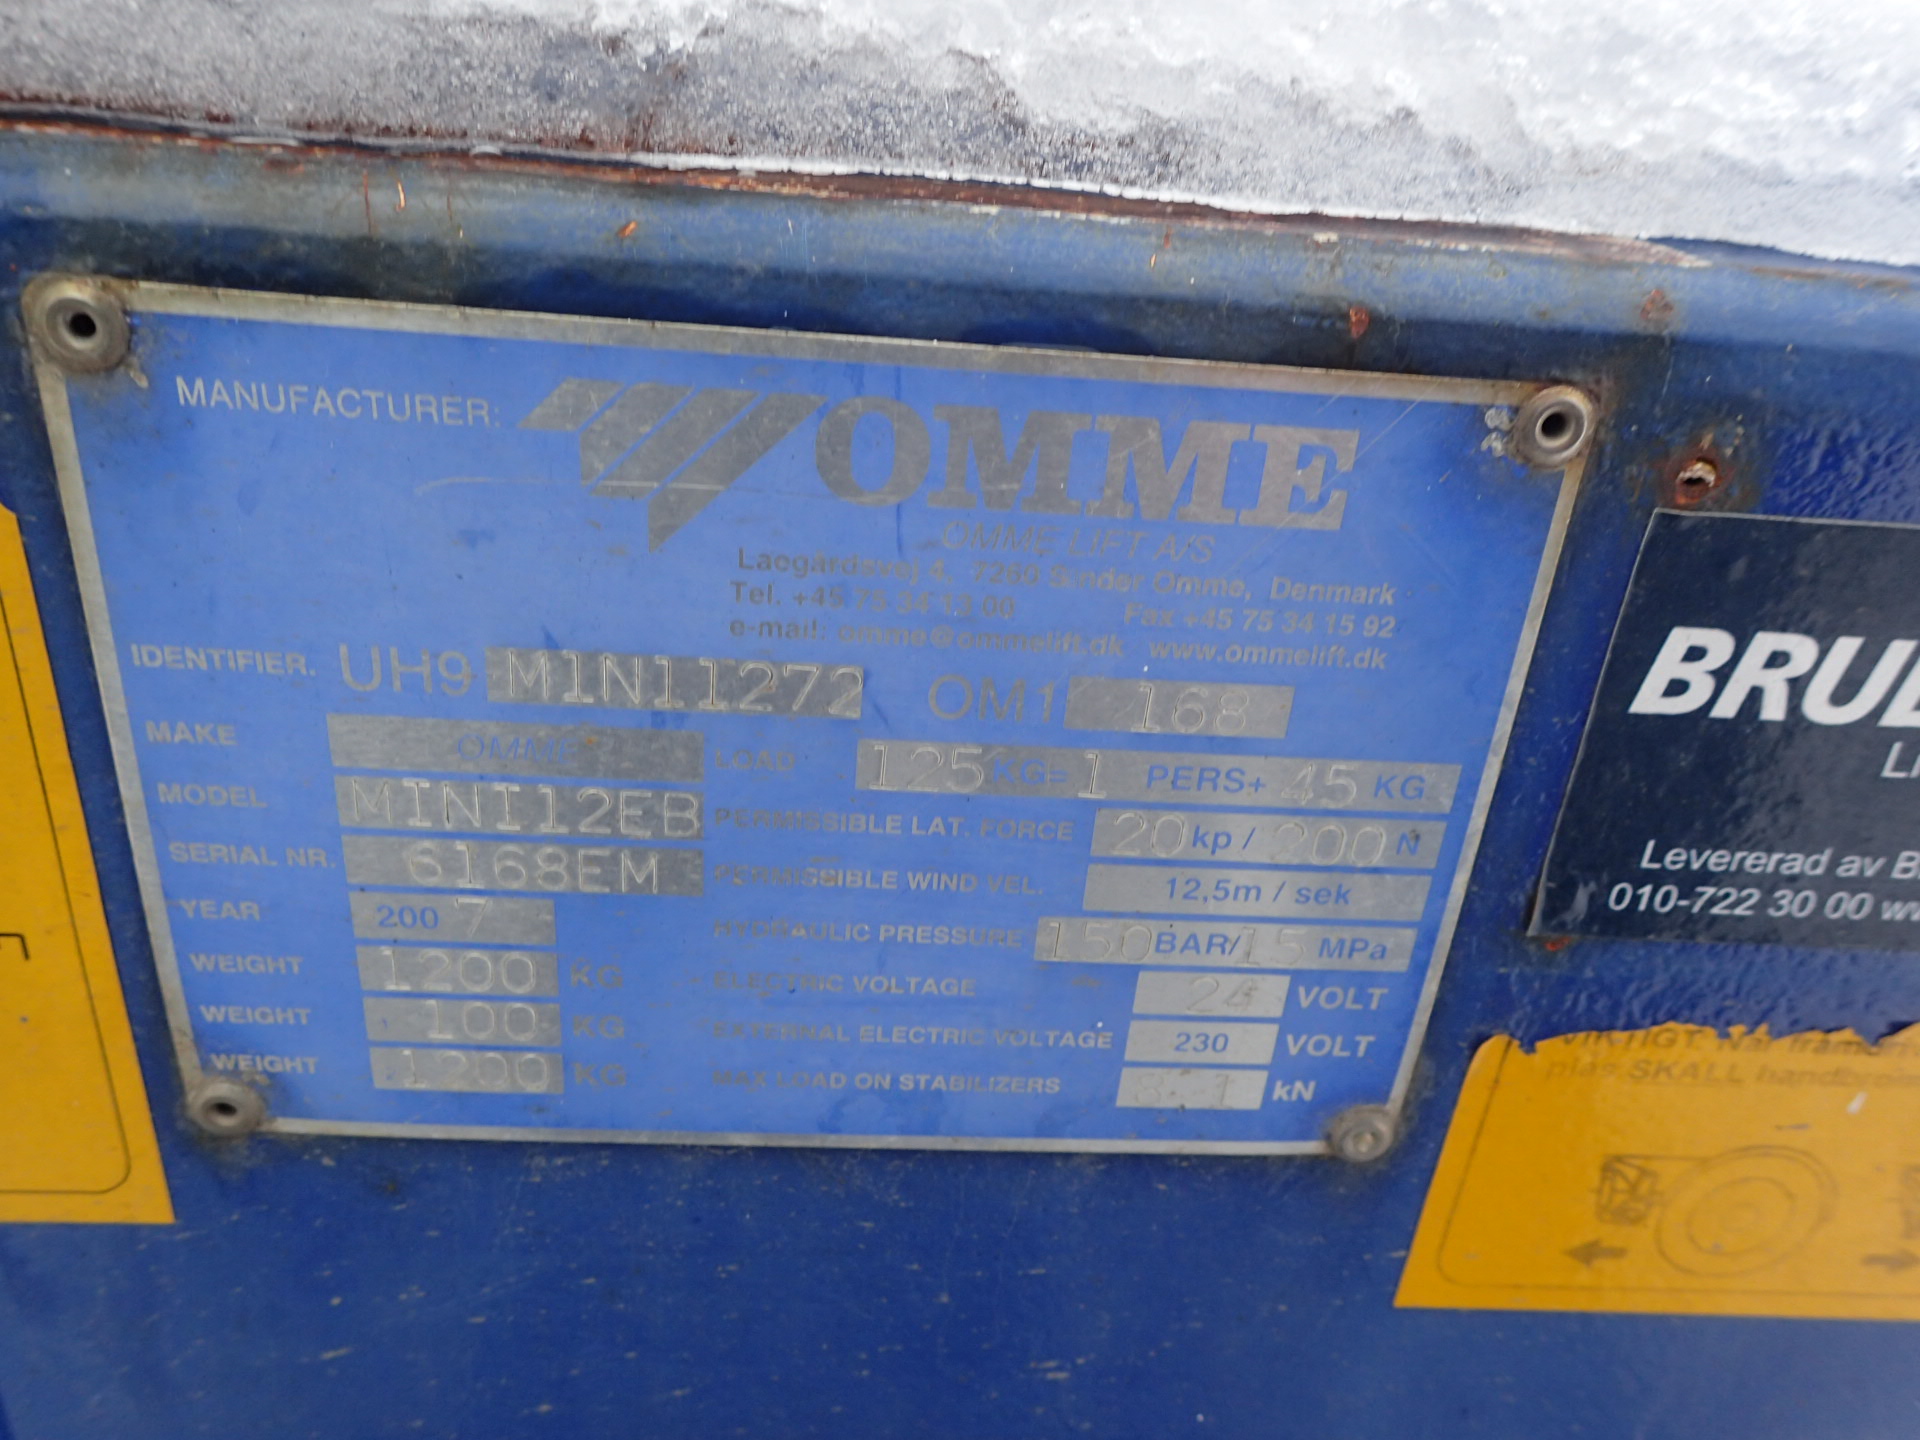 MANUFACTURER: OMME
OMME LIFT A/S
Laegårdsvej 4, 7260 Sønder Omme, Denmark
Tel. +45 75 34 13 00 Fax +45 75 34 15 92
e-mail: omme@ommelift.dk www.ommelift.dk
IDENTIFIER. UH9 M1N11272 OM1 168
MAKE OMME LOAD 125 KG= 1 PERS+ 45 KG
MODEL MINI12EB PERMISSIBLE LAT. FORCE 20 kp / 200 N
SERIAL NR. 6168EM PERMISSIBLE WIND VEL. 12,5m / sek
YEAR 2007 HYDRAULIC PRESSURE 150 BAR/ 15 MPa
WEIGHT 1200 KG ELECTRIC VOLTAGE 24 VOLT
WEIGHT 100 KG EXTERNAL ELECTRIC VOLTAGE 230 VOLT
WEIGHT 1200 KG MAX LOAD ON STABILIZERS 8.1 kN
Levererad av
010-722 30 00
VIKTIGT
SKALL